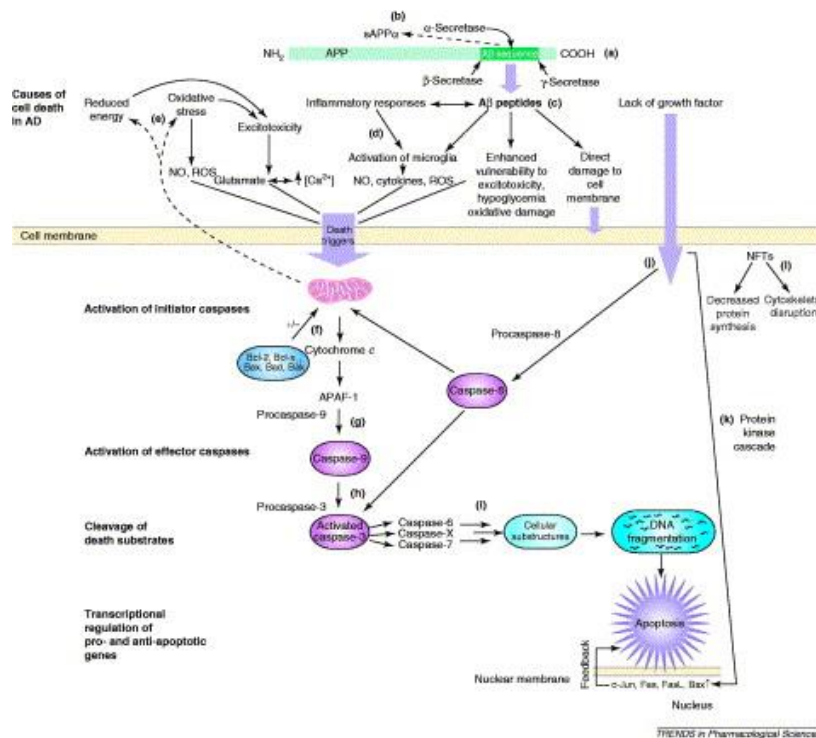 (b)
sAPPα
α-Secretase
NH2 APP Aβ sequence COOH (a)
β-Secretase
γ-Secretase
Causes of
cell death
in AD
Reduced
energy
(e)
Oxidative
stress
Excitotoxicity
NO, ROS
Glutamate
[Ca2+]
Inflammatory responses
Aβ peptides (c)
(d)
Activation of microglia
NO, cytokines, ROS
Enhanced
vulnerability to
excitotoxicity,
hypoglycemia
oxidative damage
Direct
damage to
cell
membrane
Lack of growth factor
Cell membrane
Death
triggers
(j)
NFTs
(l)
Decreased
protein
synthesis
Cytoskeleta
disruption
Activation of initiator caspases
+/−
(f)
Bcl-2, Bcl-x,
Bax, Bad, Bak
Cytochrome c
APAF-1
Procaspase-8
Caspase-8
Procaspase-9
(g)
Activation of effector caspases
Caspase-9
(k) Protein
kinase
cascade
Procaspase-3
(h)
Cleavage of
death substrates
Activated
caspase-3
Caspase-6
Caspase-X
Caspase-7
(i)
Cellular
substructures
DNA
fragmentation
Transcriptional
regulation of
pro- and anti-apoptotic
genes
Apoptosis
Feedback
Nuclear membrane
c-Jun, Fas, FasL, Bax↑
Nucleus
TRENDS in Pharmacological Science